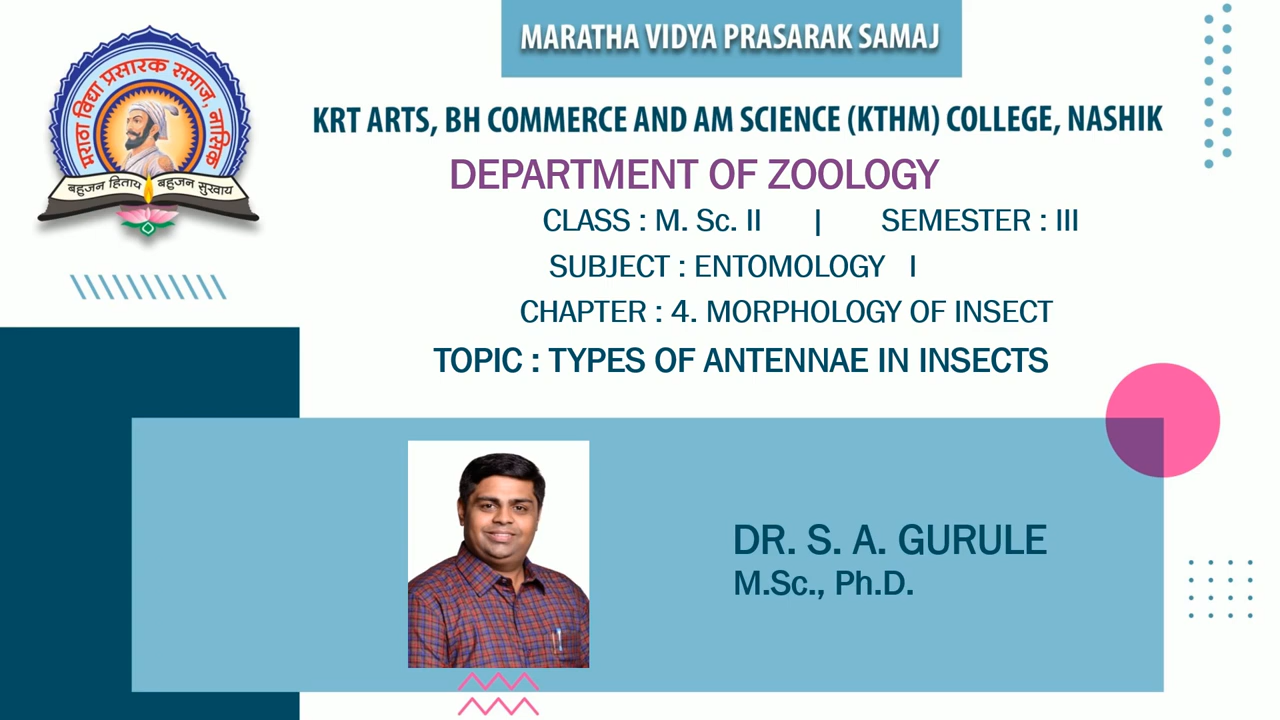 MARATHA VIDYA PRASARAK SAMAJ
मराठा विद्या प्रसारक समाज, नाशिक
बहुजन हिताय बहुजन सुखाय
KRT ARTS, BH COMMERCE AND AM SCIENCE (KTHM) COLLEGE, NASHIK
DEPARTMENT OF ZOOLOGY
CLASS : M. Sc. II | SEMESTER : III
SUBJECT : ENTOMOLOGY I
CHAPTER : 4. MORPHOLOGY OF INSECT
TOPIC : TYPES OF ANTENNAE IN INSECTS
DR. S. A. GURULE
M.Sc., Ph.D.